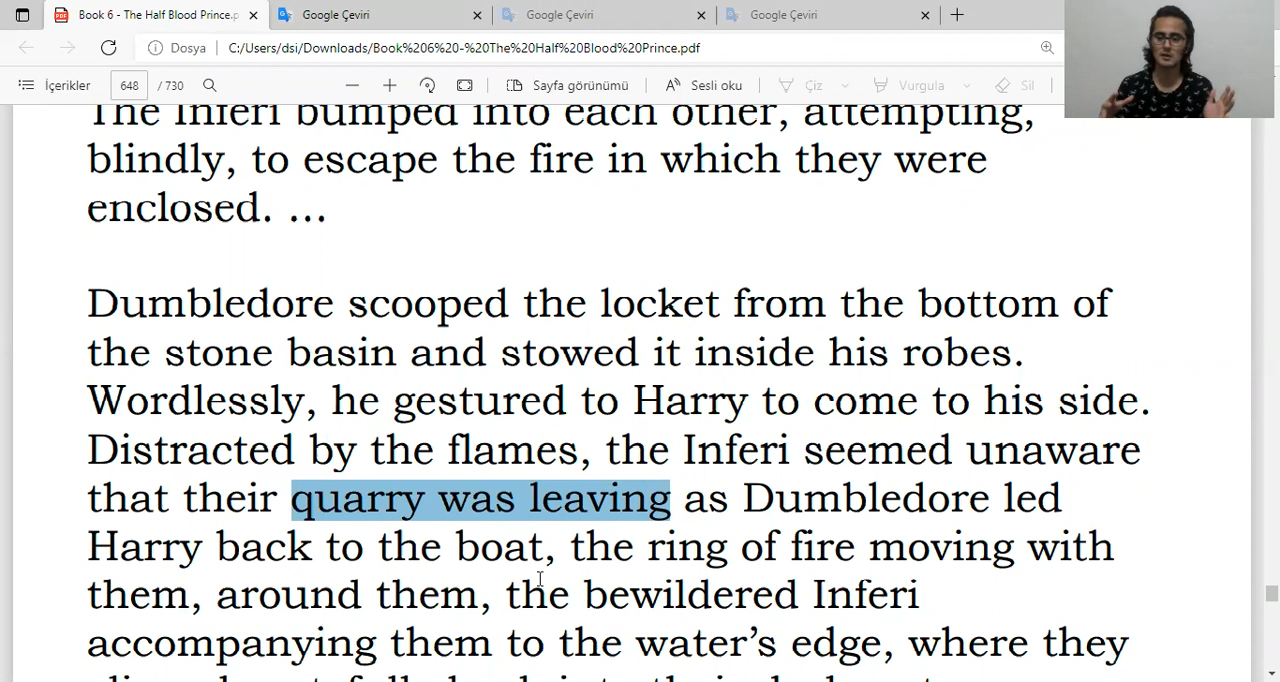 Book 6 - The Half Blood Prince.p
Google Çeviri
Google Çeviri
Google Çeviri
Dosya
C:/Users/dsi/Downloads/Book%206%20-%20The%20Half%20Blood%20Prince.pdf
İçerikler
648
/ 730
Sayfa görünümü
Sesli oku
Çiz
Vurgula
Sil
The Inferi bumped into each other, attempting,
blindly, to escape the fire in which they were
enclosed. …
Dumbledore scooped the locket from the bottom of
the stone basin and stowed it inside his robes.
Wordlessly, he gestured to Harry to come to his side.
Distracted by the flames, the Inferi seemed unaware
that their quarry was leaving as Dumbledore led
Harry back to the boat, the ring of fire moving with
them, around them, the bewildered Inferi
accompanying them to the water’s edge, where they